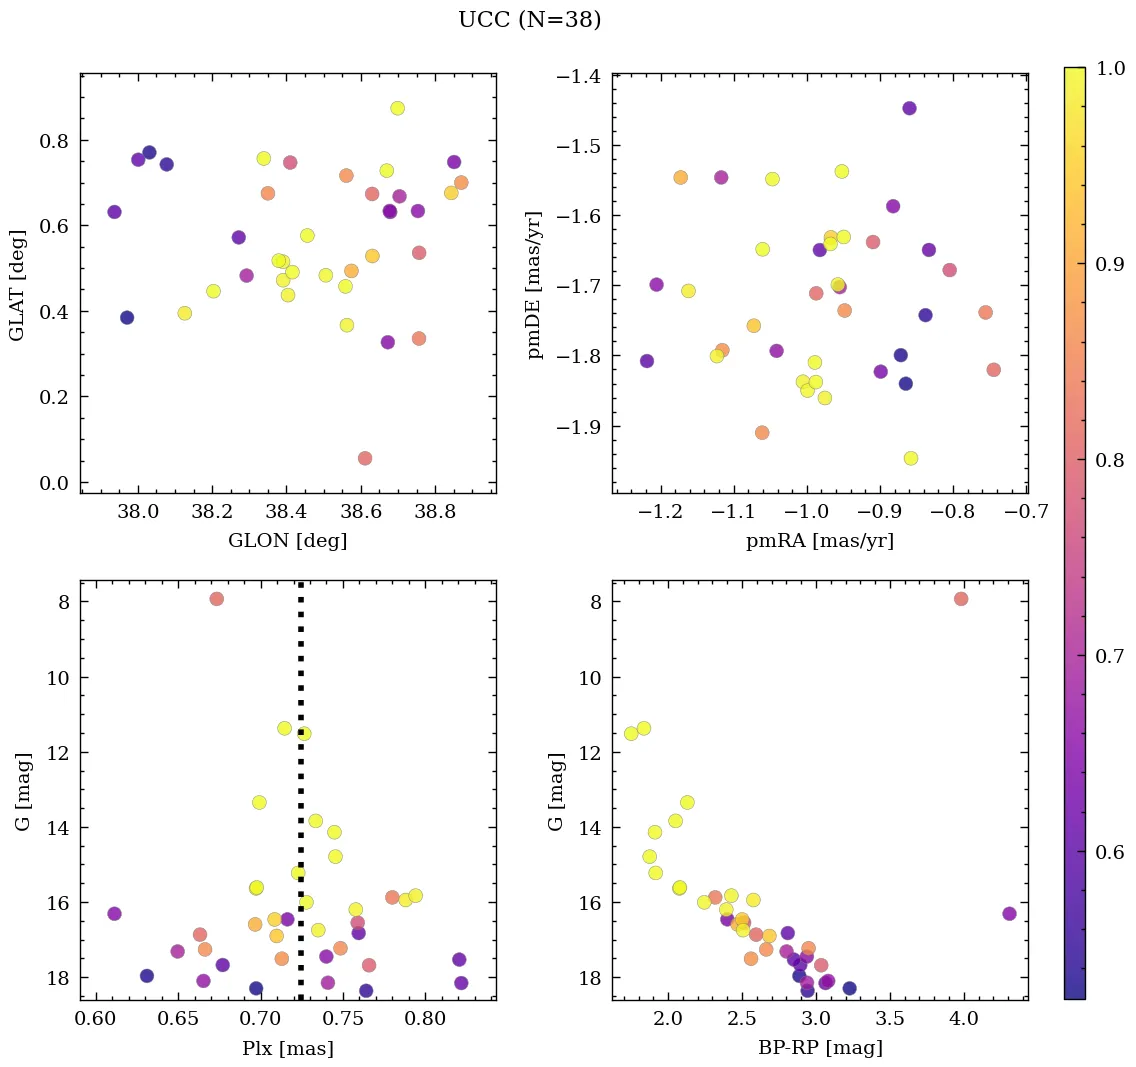 UCC (N=38)
GLAT [deg]
0.8
0.6
0.4
0.2
0.0
38.0 38.2 38.4 38.6 38.8
GLON [deg]
pmDE [mas/yr]
−1.4
−1.5
−1.6
−1.7
−1.8
−1.9
−1.2 −1.1 −1.0 −0.9 −0.8 −0.7
pmRA [mas/yr]
G [mag]
8
10
12
14
16
18
0.60 0.65 0.70 0.75 0.80
Plx [mas]
G [mag]
8
10
12
14
16
18
2.0 2.5 3.0 3.5 4.0
BP-RP [mag]
1.0
0.9
0.8
0.7
0.6